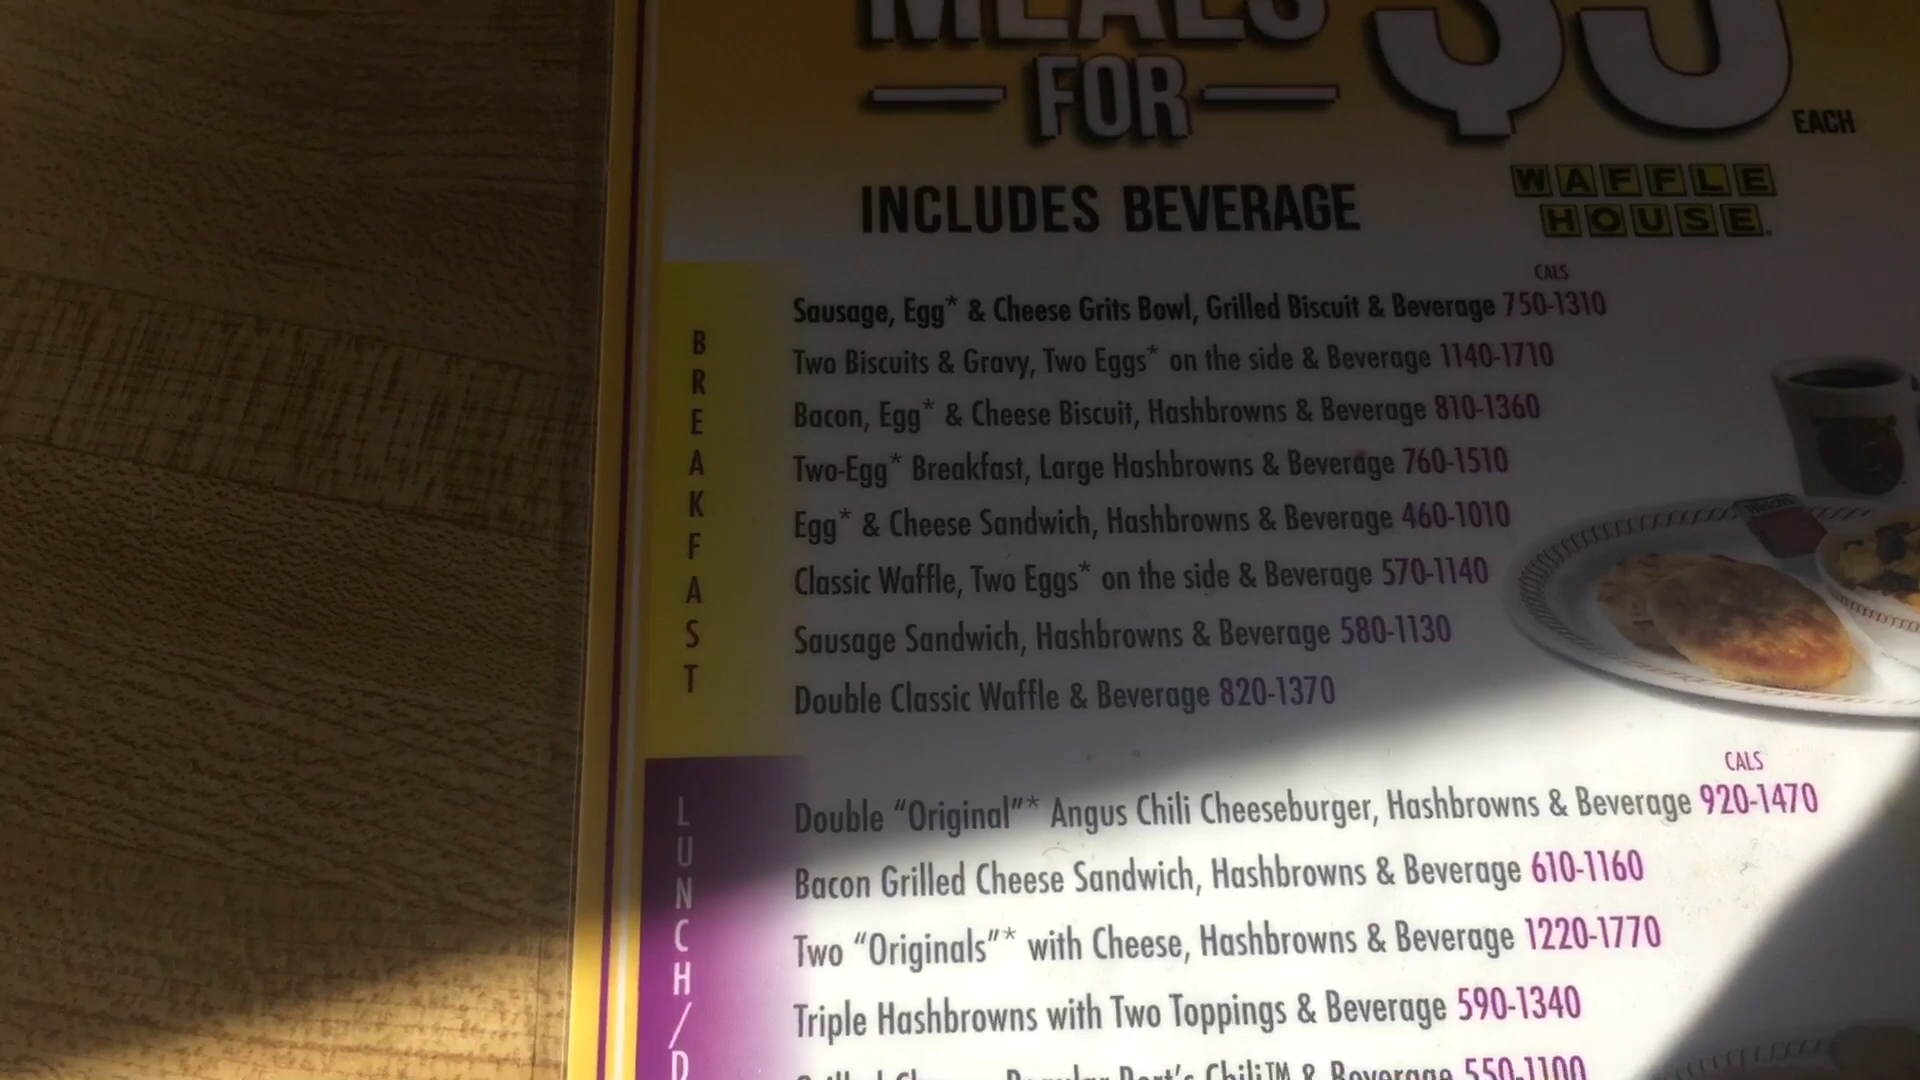 MEALS
FOR
$5
EACH
INCLUDES BEVERAGE
WAFFLE
HOUSE
CALS
BREAKFAST
Sausage, Egg* & Cheese Grits Bowl, Grilled Biscuit & Beverage 750-1310
Two Biscuits & Gravy, Two Eggs* on the side & Beverage 1140-1710
Bacon, Egg* & Cheese Biscuit, Hashbrowns & Beverage 810-1360
Two-Egg* Breakfast, Large Hashbrowns & Beverage 760-1510
Egg* & Cheese Sandwich, Hashbrowns & Beverage 460-1010
Classic Waffle, Two Eggs* on the side & Beverage 570-1140
Sausage Sandwich, Hashbrowns & Beverage 580-1130
Double Classic Waffle & Beverage 820-1370
CALS
LUNCH/D
Double “Original”* Angus Chili Cheeseburger, Hashbrowns & Beverage 920-1470
Bacon Grilled Cheese Sandwich, Hashbrowns & Beverage 610-1160
Two “Originals”* with Cheese, Hashbrowns & Beverage 1220-1770
Triple Hashbrowns with Two Toppings & Beverage 590-1340
Regular Bert's Chili™ & Beverage 550-1100